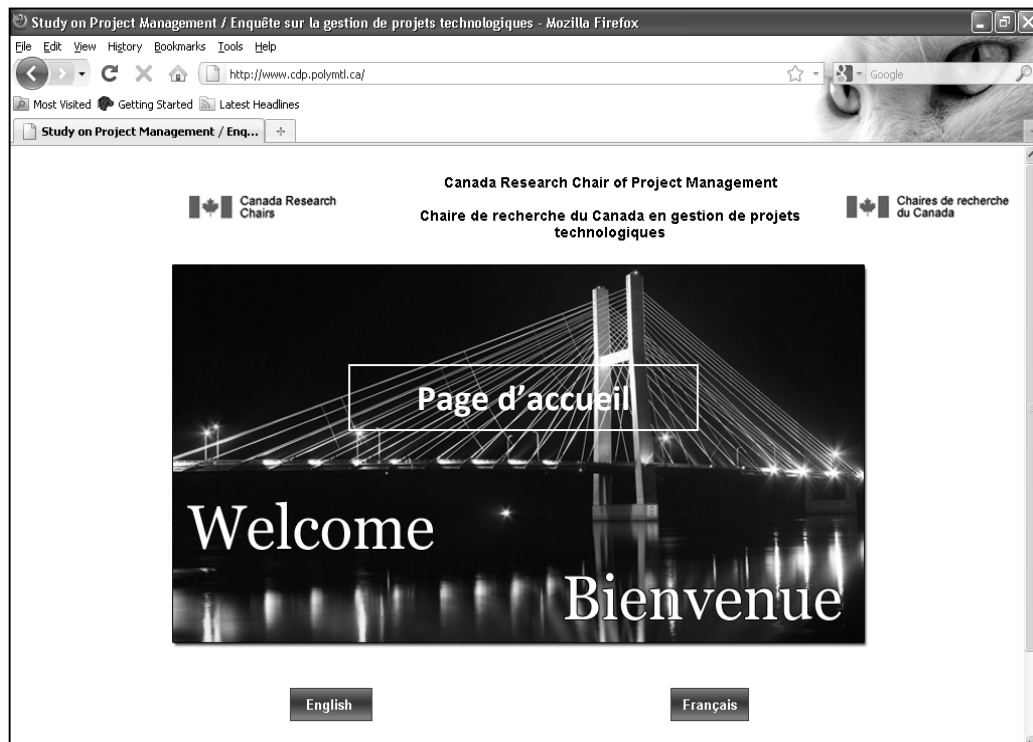 Study on Project Management / Enquête sur la gestion de projets technologiques - Mozilla Firefox
File Edit View History Bookmarks Tools Help
http://www.cdp.polymtl.ca/
Google
Most Visited Getting Started Latest Headlines
Study on Project Management / Enq...
Canada Research Chair of Project Management
Canada Research
Chairs
Chaires de recherche
du Canada
Chaire de recherche du Canada en gestion de projets
technologiques
Page d'accueil
Welcome
Bienvenue
English
Français